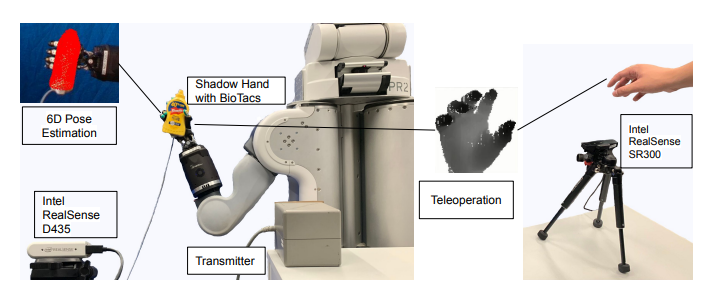 Shadow Hand
with BioTacs
PR2
6D Pose
Estimation
Intel
RealSense
SR300
Intel
RealSense
D435
Teleoperation
Transmitter